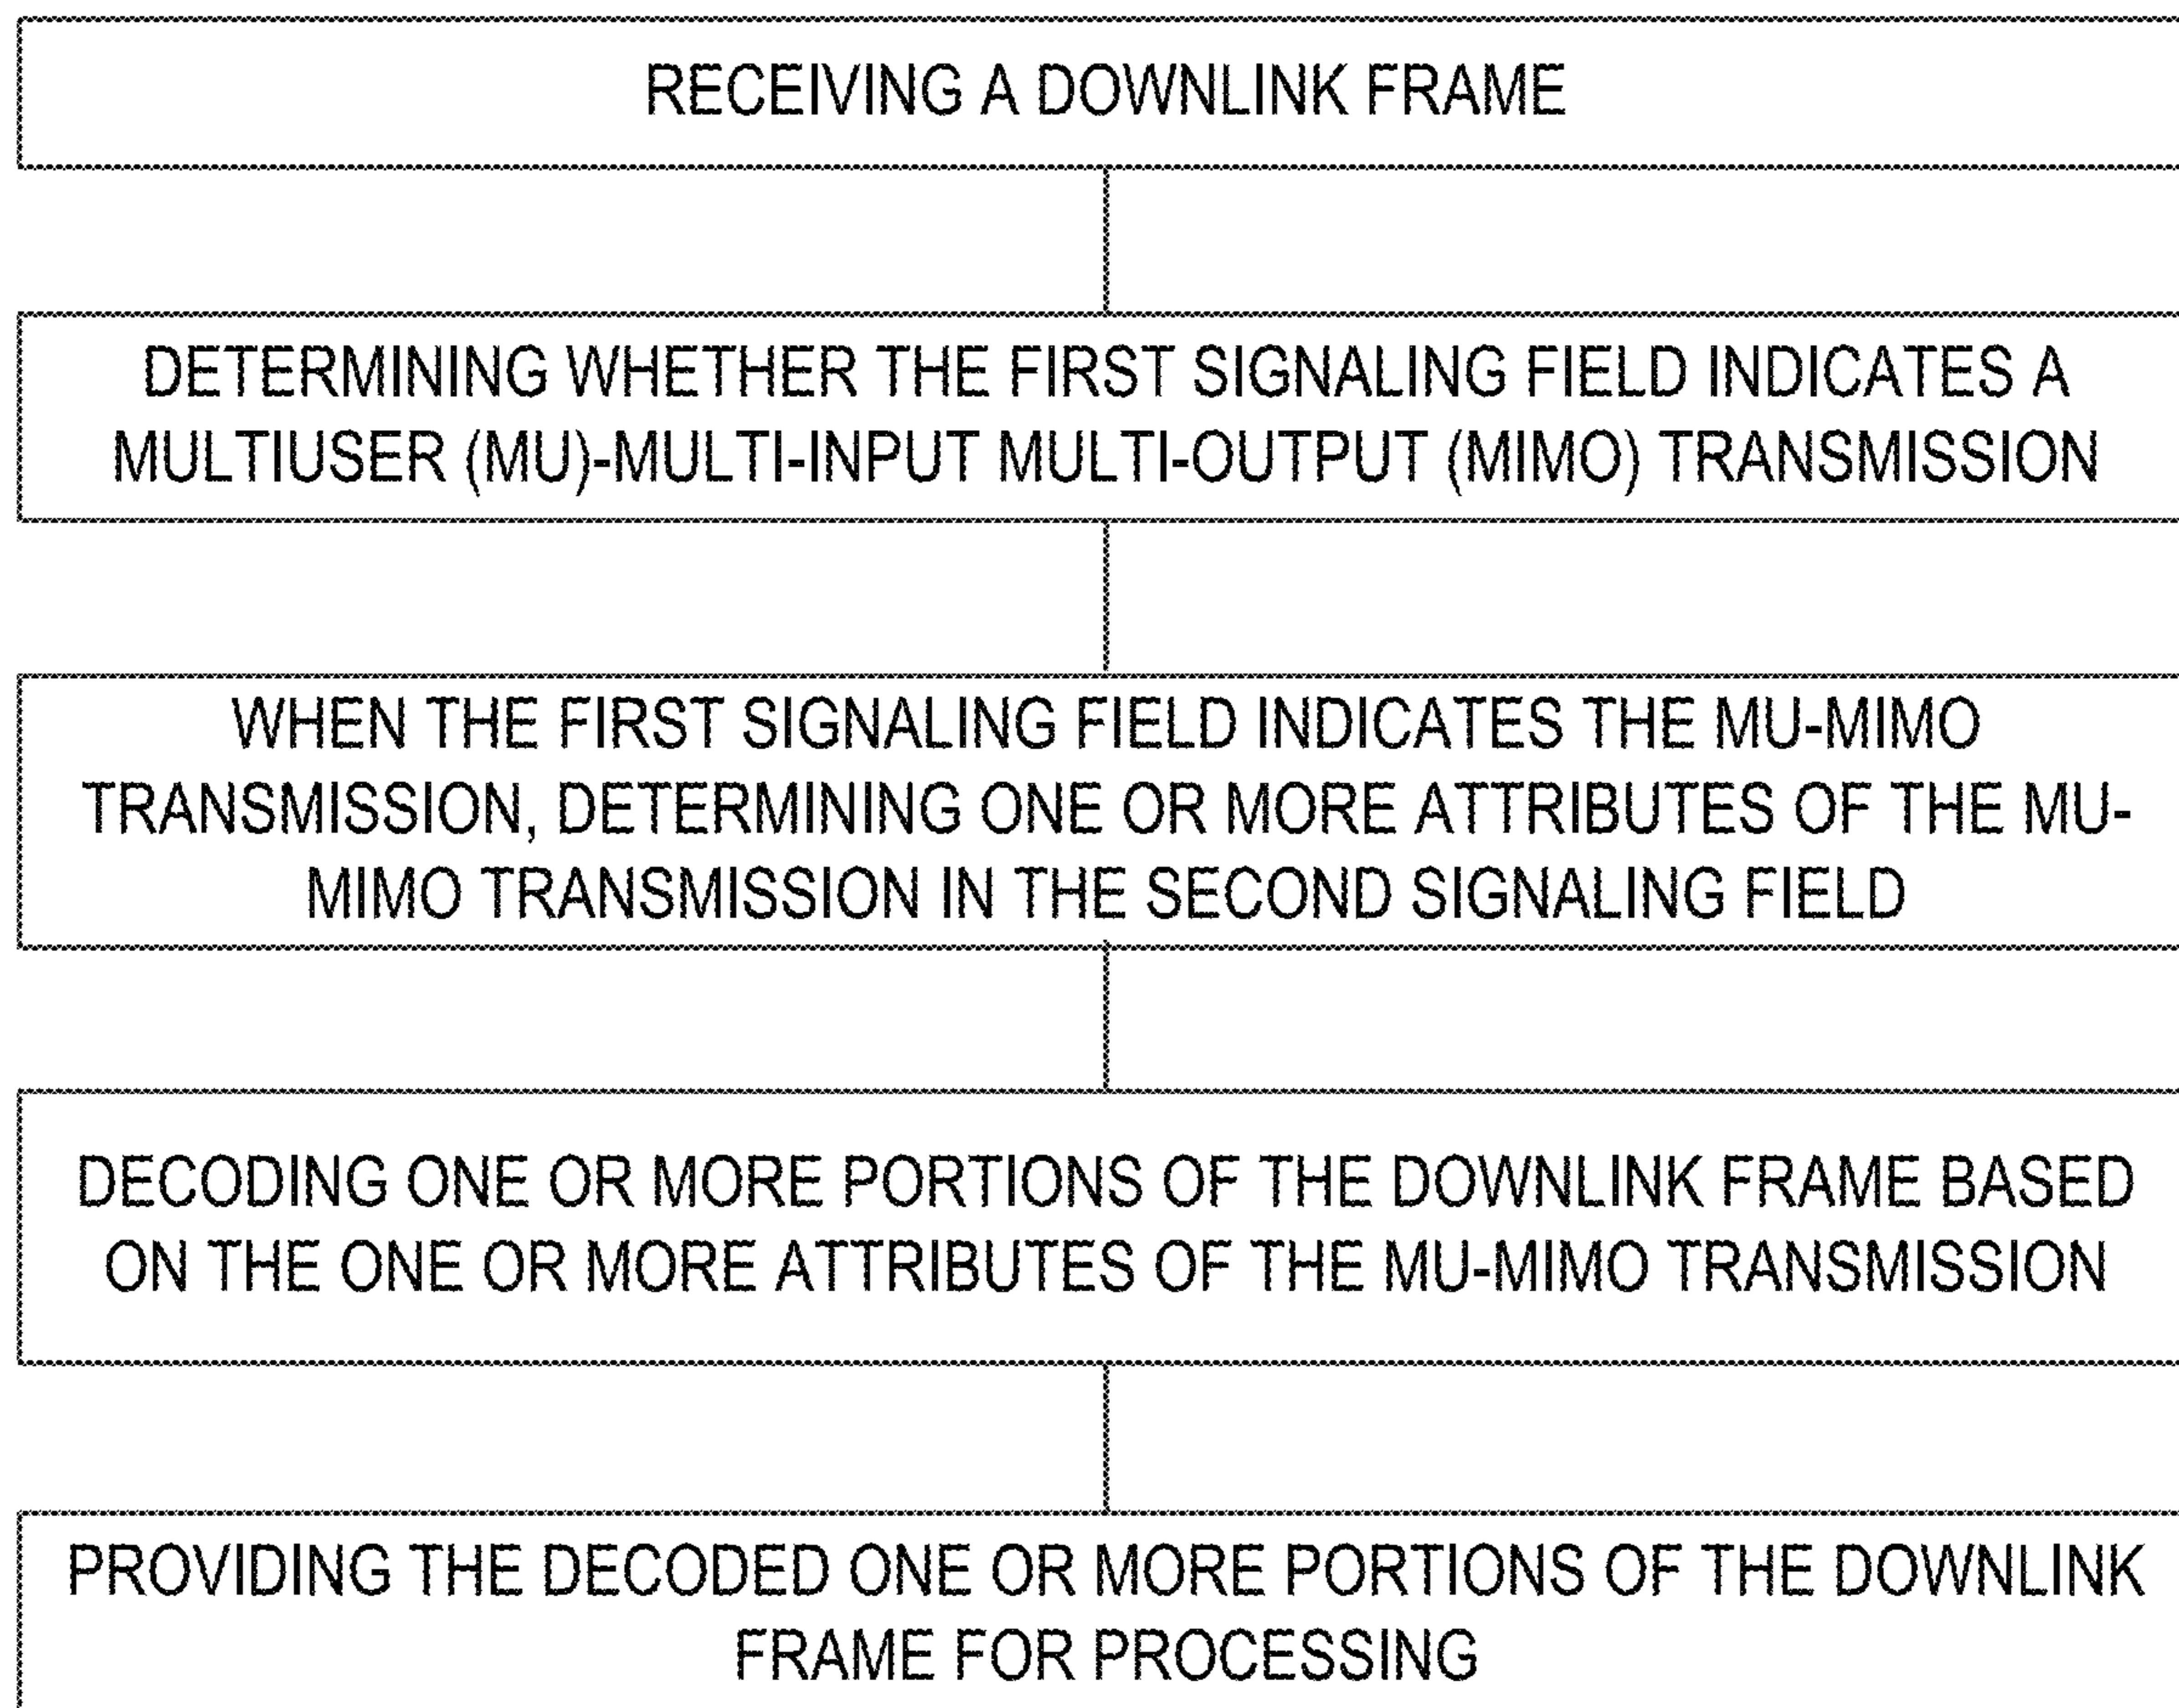 RECEIVING A DOWNLINK FRAME
DETERMINING WHETHER THE FIRST SIGNALING FIELD INDICATES A
MULTIUSER (MU)-MULTI-INPUT MULTI-OUTPUT (MIMO) TRANSMISSION
WHEN THE FIRST SIGNALING FIELD INDICATES THE MU-MIMO
TRANSMISSION, DETERMINING ONE OR MORE ATTRIBUTES OF THE MU-
MIMO TRANSMISSION IN THE SECOND SIGNALING FIELD
DECODING ONE OR MORE PORTIONS OF THE DOWNLINK FRAME BASED
ON THE ONE OR MORE ATTRIBUTES OF THE MU-MIMO TRANSMISSION
PROVIDING THE DECODED ONE OR MORE PORTIONS OF THE DOWNLINK
FRAME FOR PROCESSING